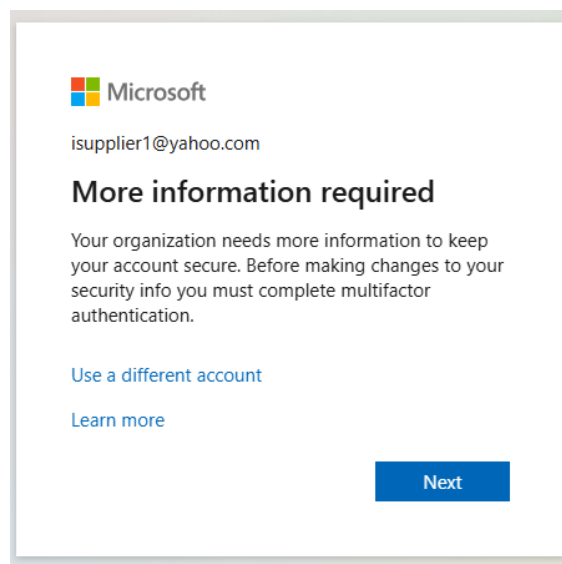 Microsoft
isupplier1@yahoo.com
More information required
Your organization needs more information to keep
your account secure. Before making changes to your
security info you must complete multifactor
authentication.
Use a different account
Learn more
Next